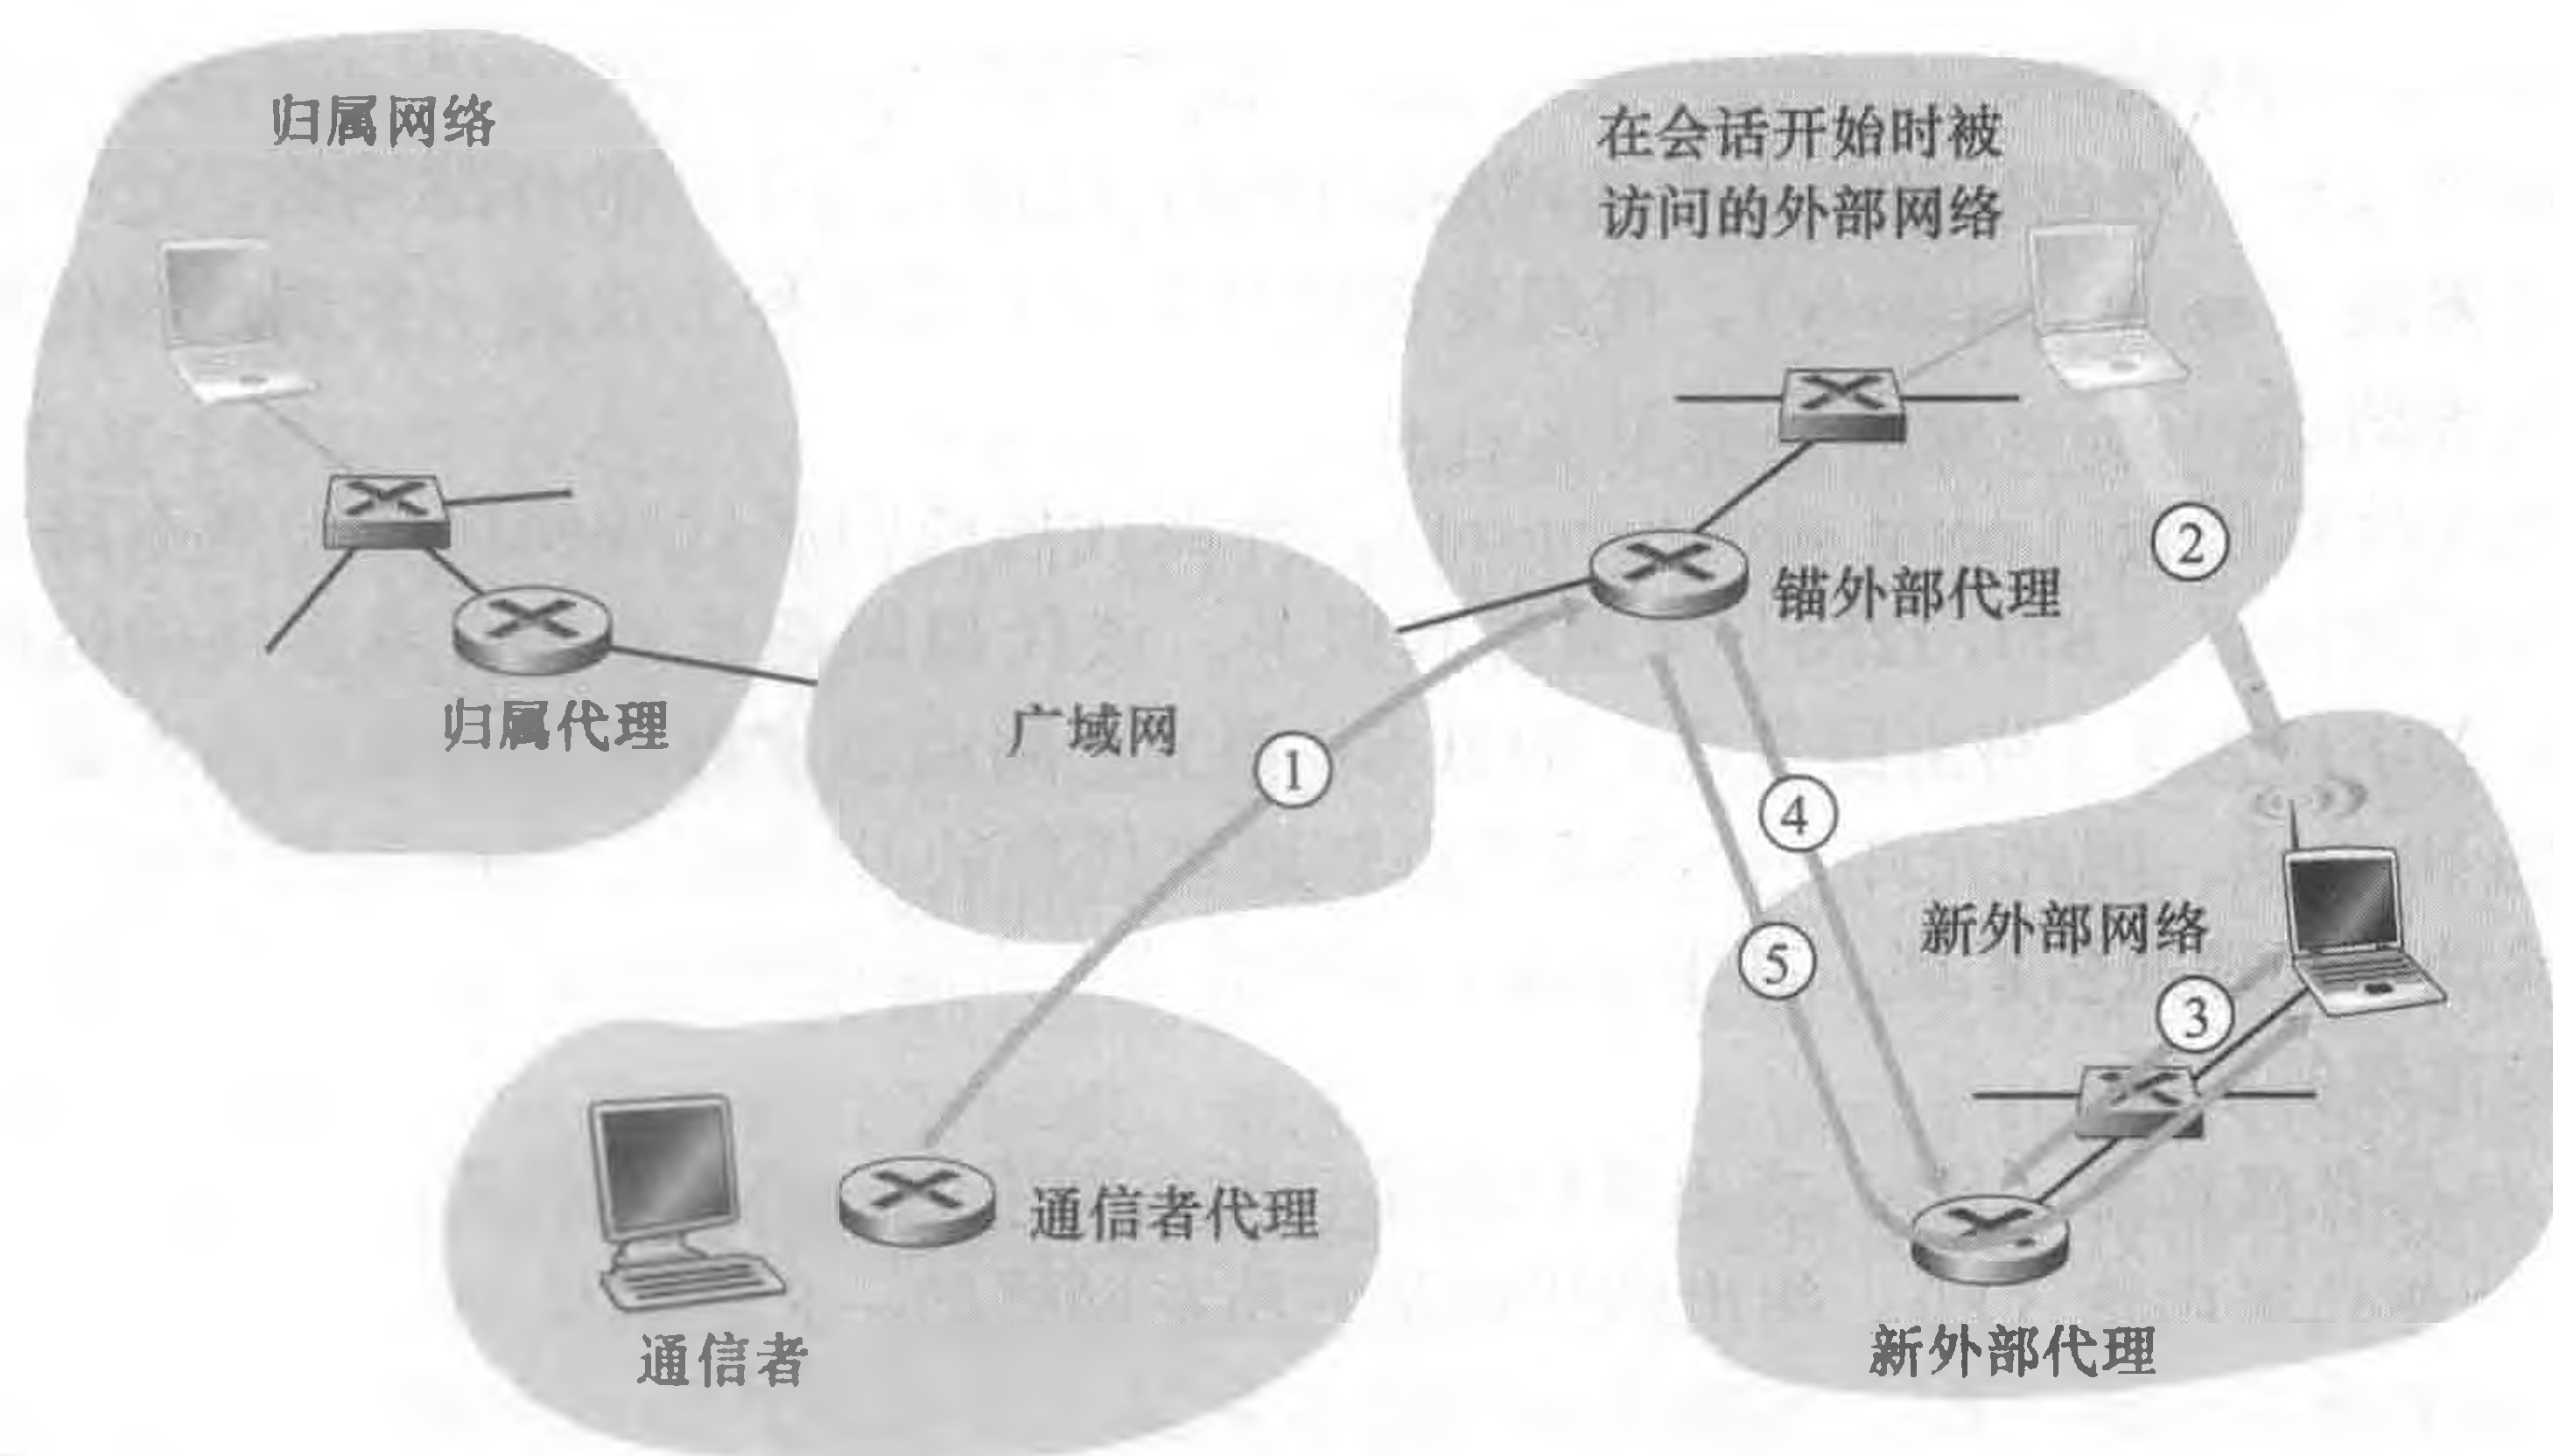 归属网络
归属代理
广域网
在会话开始时被
访问的外部网络
锚外部代理
①
②
④
⑤
新外部网络
③
新外部代理
通信者代理
通信者